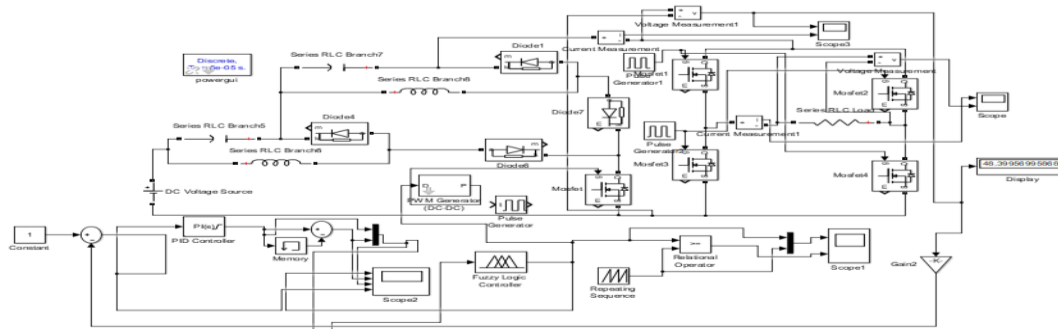 Voltage Measurement1
Discrete,
powergui
Series RLC Branch7
Diode1
Current Measurement
Scope3
Series RLC Branch8
Pulse
Generator1
Mosfet1
Voltage Measurement
Mosfet2
Diode7
Series RLC Load
Scope
Series RLC Branch5
Diode4
Current Measurement1
Pulse
Series RLC Branch6
Diode6
Mosfet3
Mosfet4
Display
DC Voltage Source
Mosfet
PWM Generator
(DC-DC)
Pulse
Generator
1
Constant
PI(s)
PID Controller
Memory
Scope2
Fuzzy Logic
Controller
Relational
Operator
Repeating
Sequence
Scope1
Gain2
-K-